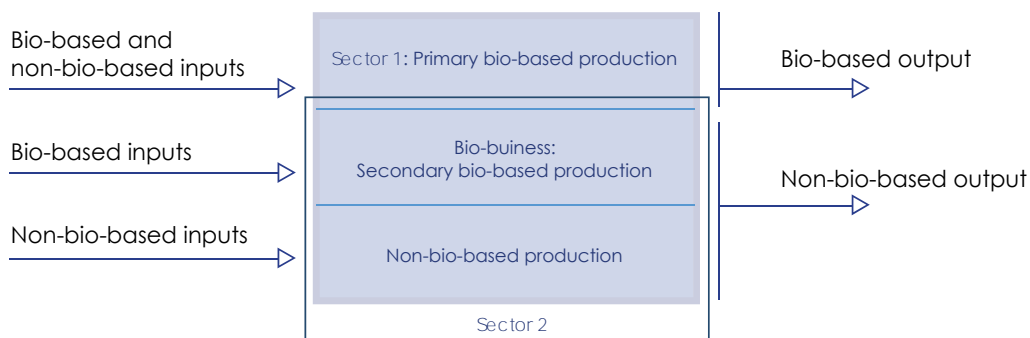 Bio-based and
non-bio-based inputs
Sector 1: Primary bio-based production
Bio-based output
Bio-based inputs
Bio-buiness:
Secondary bio-based production
Non-bio-based output
Non-bio-based inputs
Non-bio-based production
Sector 2